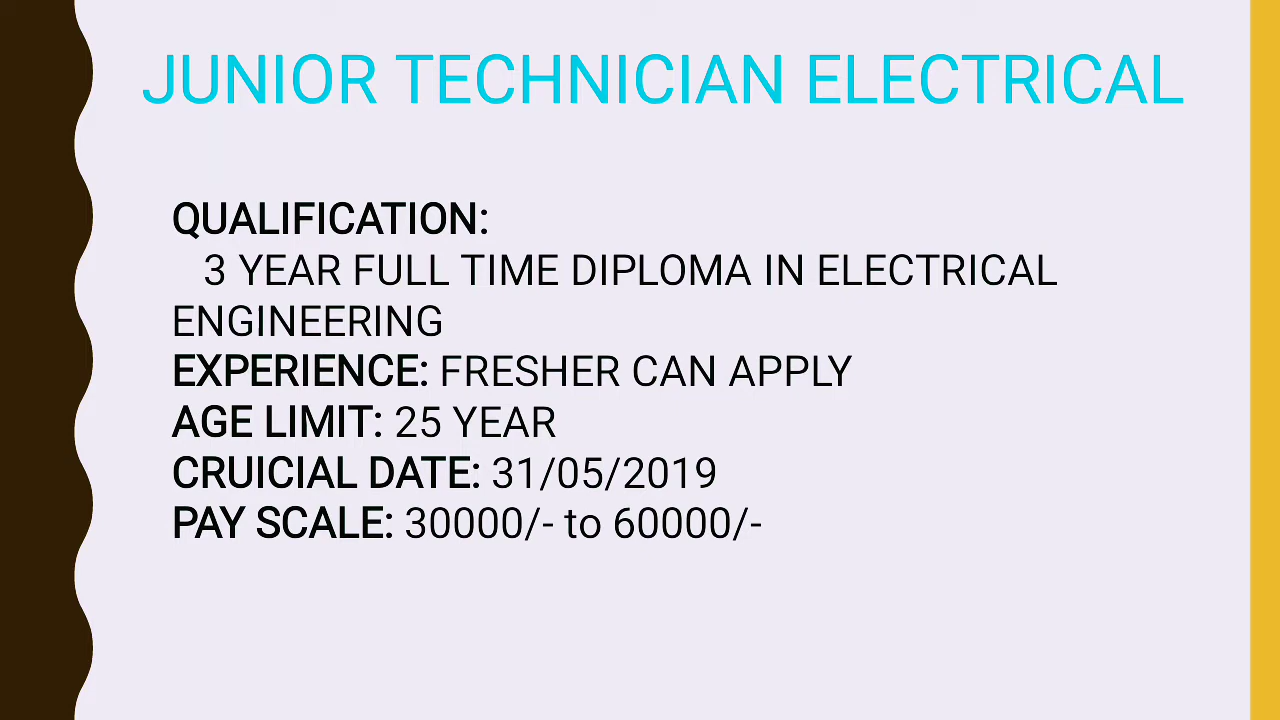 JUNIOR TECHNICIAN ELECTRICAL
QUALIFICATION:
3 YEAR FULL TIME DIPLOMA IN ELECTRICAL
ENGINEERING
EXPERIENCE: FRESHER CAN APPLY
AGE LIMIT: 25 YEAR
CRUICIAL DATE: 31/05/2019
PAY SCALE: 30000/- to 60000/-